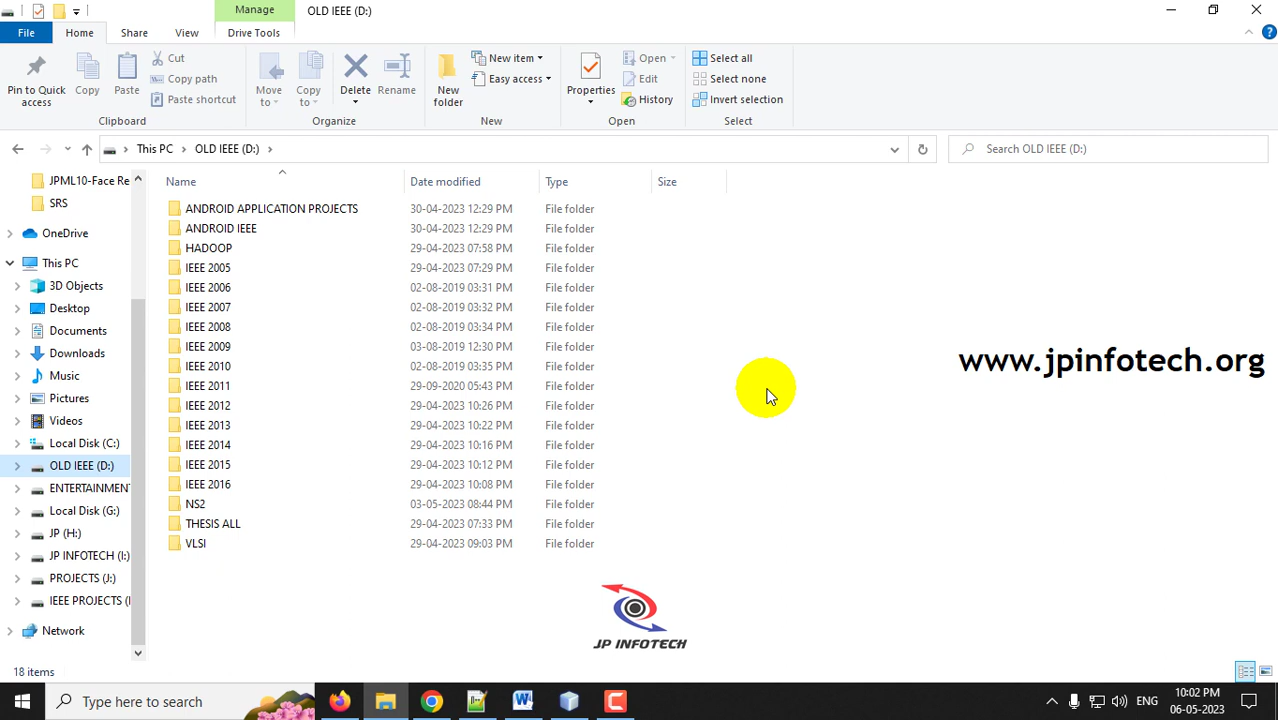 Manage
OLD IEEE (D:)
File
Home
Share
View
Drive Tools
Pin to Quick access
Copy
Paste
Cut
Copy path
Paste shortcut
Clipboard
Move to
Copy to
Delete
Rename
Organize
New folder
New item
Easy access
New
Properties
Open
Edit
History
Open
Select all
Select none
Invert selection
Select
This PC
OLD IEEE (D:)
Search OLD IEEE (D:)
JPML10-Face Re
SRS
OneDrive
This PC
3D Objects
Desktop
Documents
Downloads
Music
Pictures
Videos
Local Disk (C:)
OLD IEEE (D:)
ENTERTAINMENT
Local Disk (G:)
JP (H:)
JP INFOTECH (I:)
PROJECTS (J:)
IEEE PROJECTS (
Network
Name Date modified Type Size
ANDROID APPLICATION PROJECTS 30-04-2023 12:29 PM File folder
ANDROID IEEE 30-04-2023 12:29 PM File folder
HADOOP 29-04-2023 07:58 PM File folder
IEEE 2005 29-04-2023 07:29 PM File folder
IEEE 2006 02-08-2019 03:31 PM File folder
IEEE 2007 02-08-2019 03:32 PM File folder
IEEE 2008 02-08-2019 03:34 PM File folder
IEEE 2009 03-08-2019 12:30 PM File folder
IEEE 2010 02-08-2019 03:35 PM File folder
IEEE 2011 29-09-2020 05:43 PM File folder
IEEE 2012 29-04-2023 10:26 PM File folder
IEEE 2013 29-04-2023 10:22 PM File folder
IEEE 2014 29-04-2023 10:16 PM File folder
IEEE 2015 29-04-2023 10:12 PM File folder
IEEE 2016 29-04-2023 10:08 PM File folder
NS2 03-05-2023 08:44 PM File folder
THESIS ALL 29-04-2023 07:33 PM File folder
VLSI 29-04-2023 09:03 PM File folder
www.jpinfotech.org
JP INFOTECH
18 items
Type here to search
ENG
10:02 PM
06-05-2023